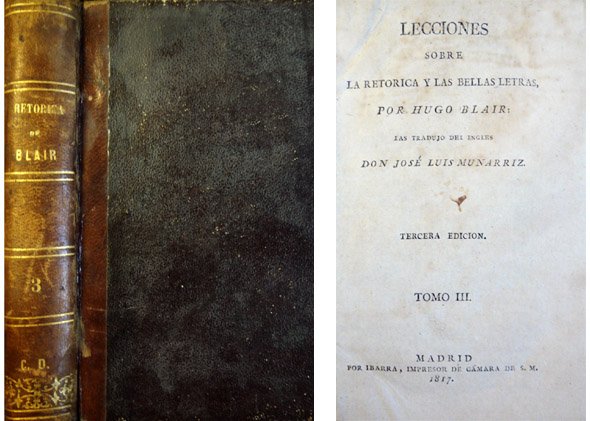 RETORICA
DE
BLAIR
3
C. D.
LECCIONES
SOBRE
LA RETORICA Y LAS BELLAS LETRAS,
POR HUGO BLAIR:
LAS TRADUJO DEL INGLES
DON JOSÉ LUIS MUNARRIZ.
TERCERA EDICION.
TOMO III.
MADRID
POR IBARRA, IMPRESOR DE CÁMARA DE S. M.
1817.